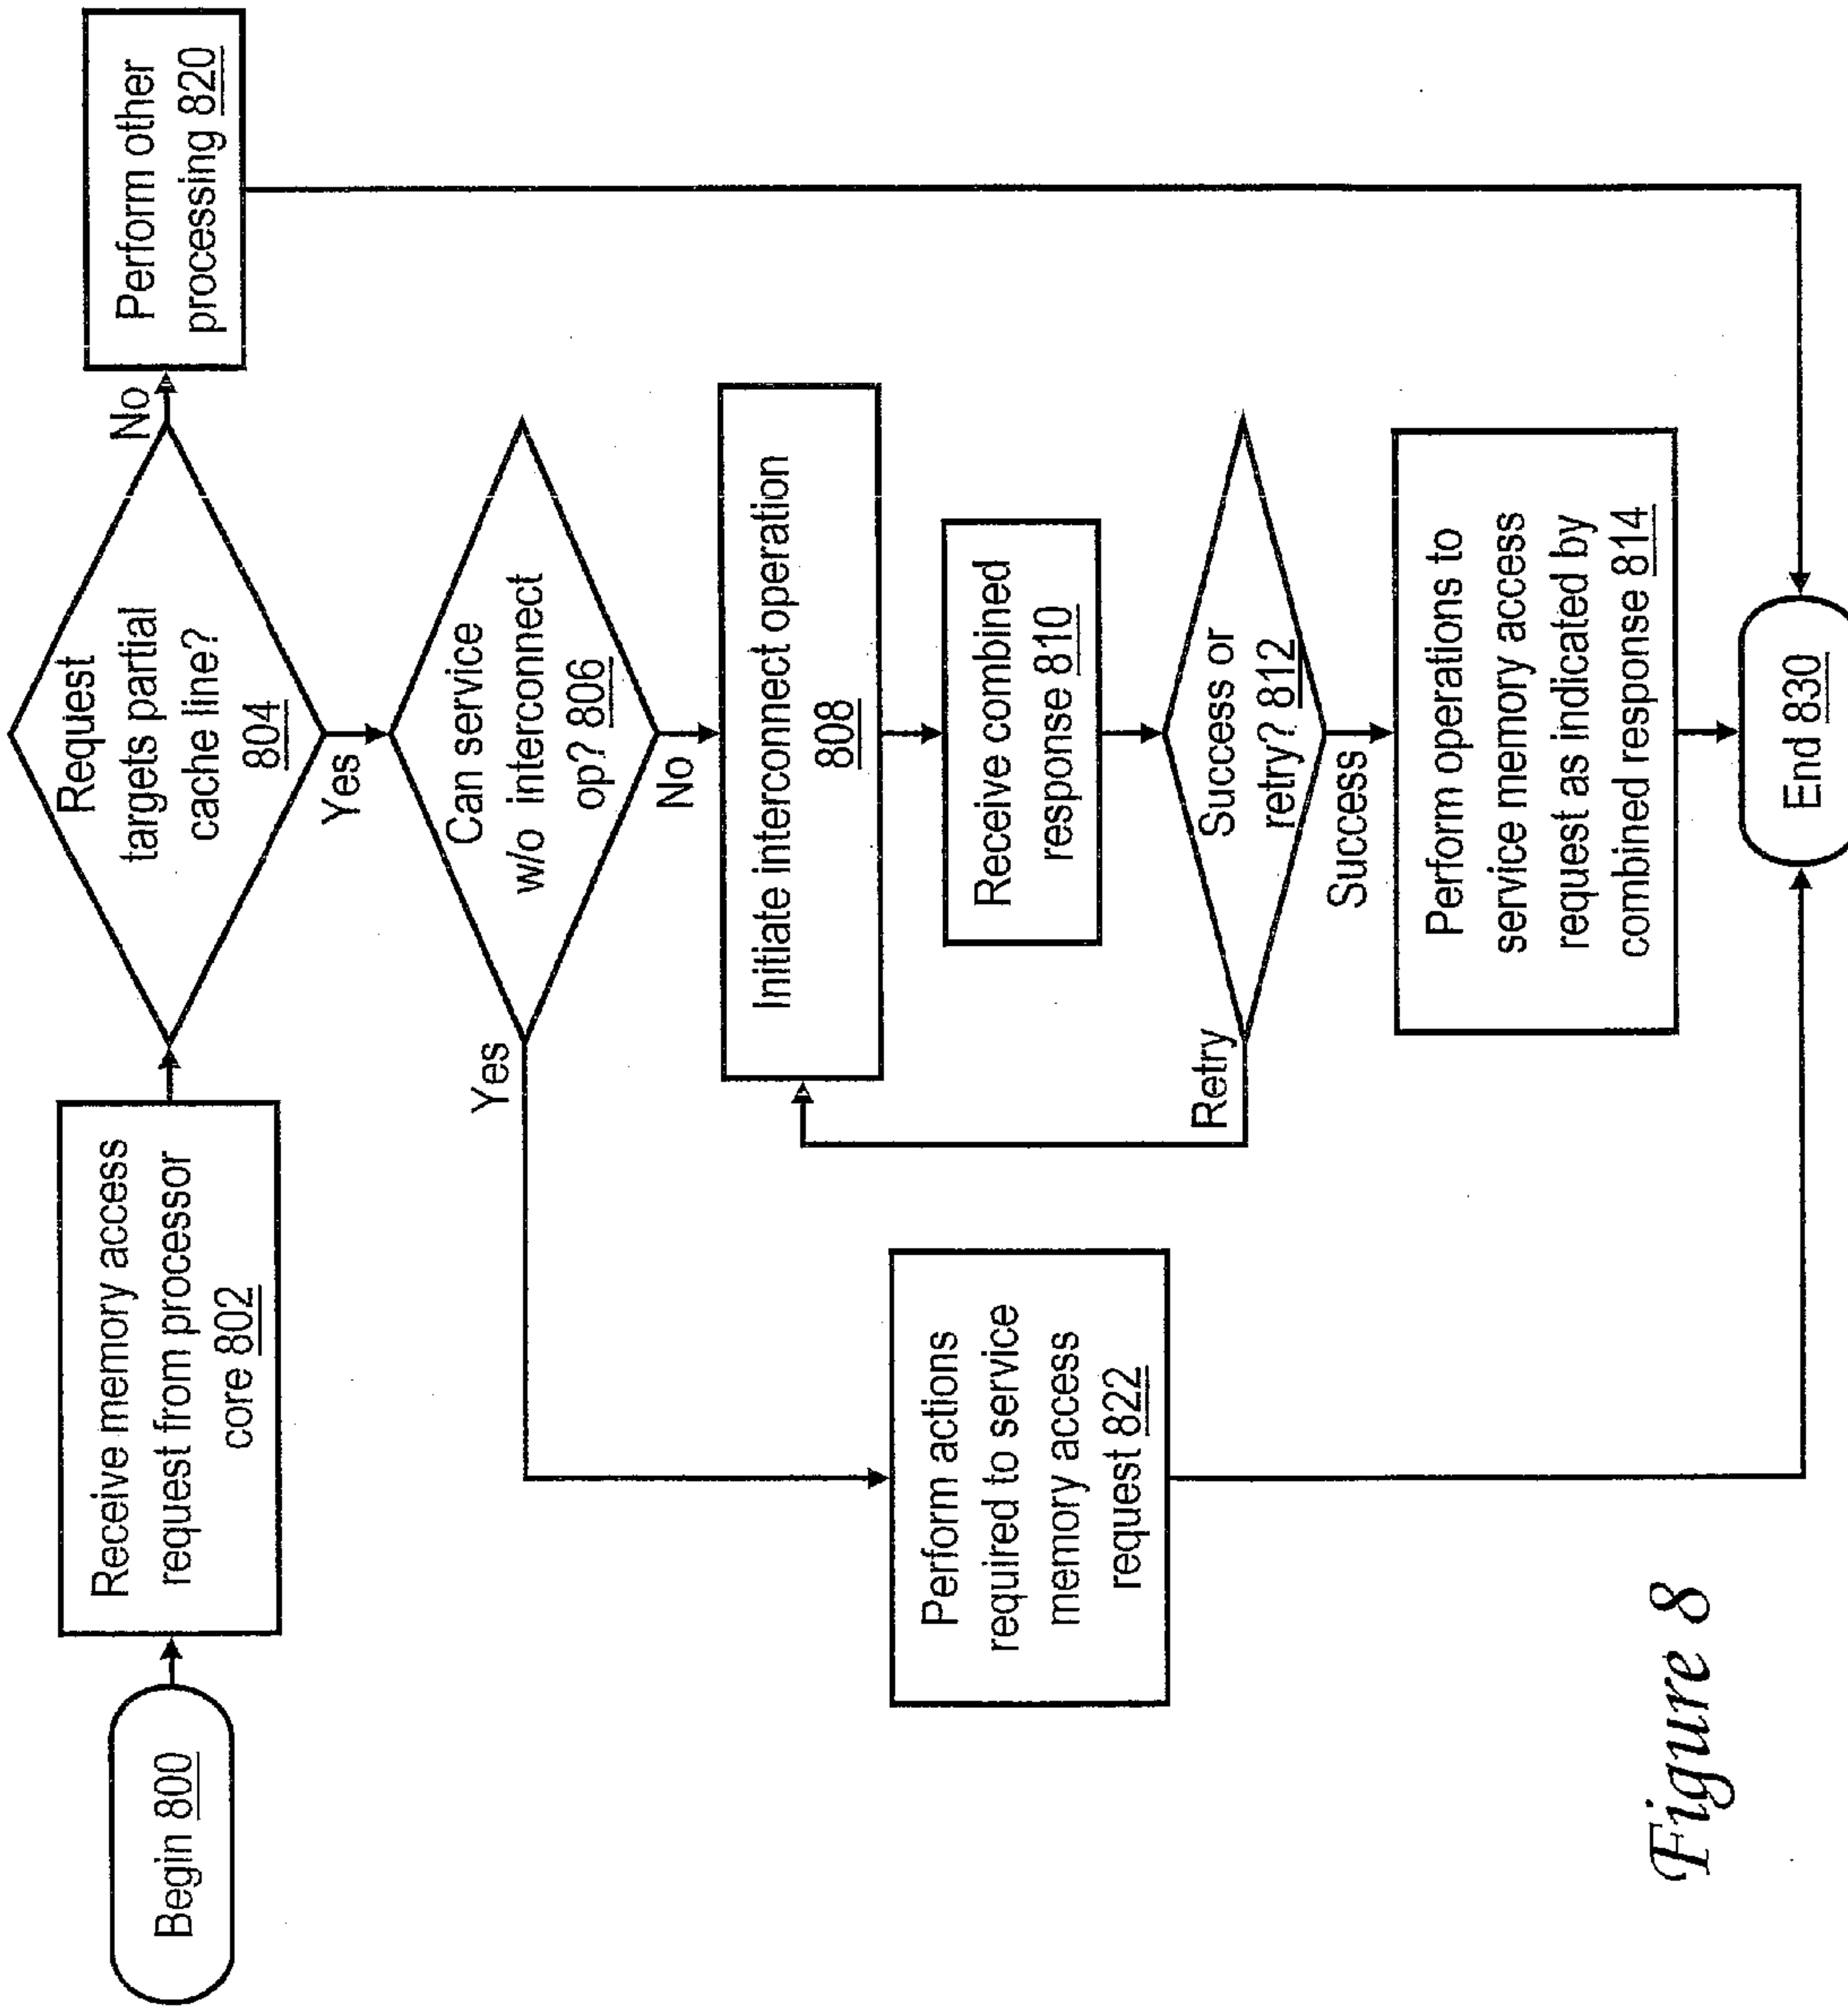 Begin 800
Receive memory access
request from processor
core 802
Request
targets partial
cache line?
804
No
Perform other
processing 820
Yes
Can service
w/o interconnect
op? 806
Yes
No
Initiate interconnect operation
808
Receive combined
response 810
Success or
retry? 812
Retry
Success
Perform operations to
service memory access
request as indicated by
combined response 814
Perform actions
required to service
memory access
request 822
End 830
Figure 8